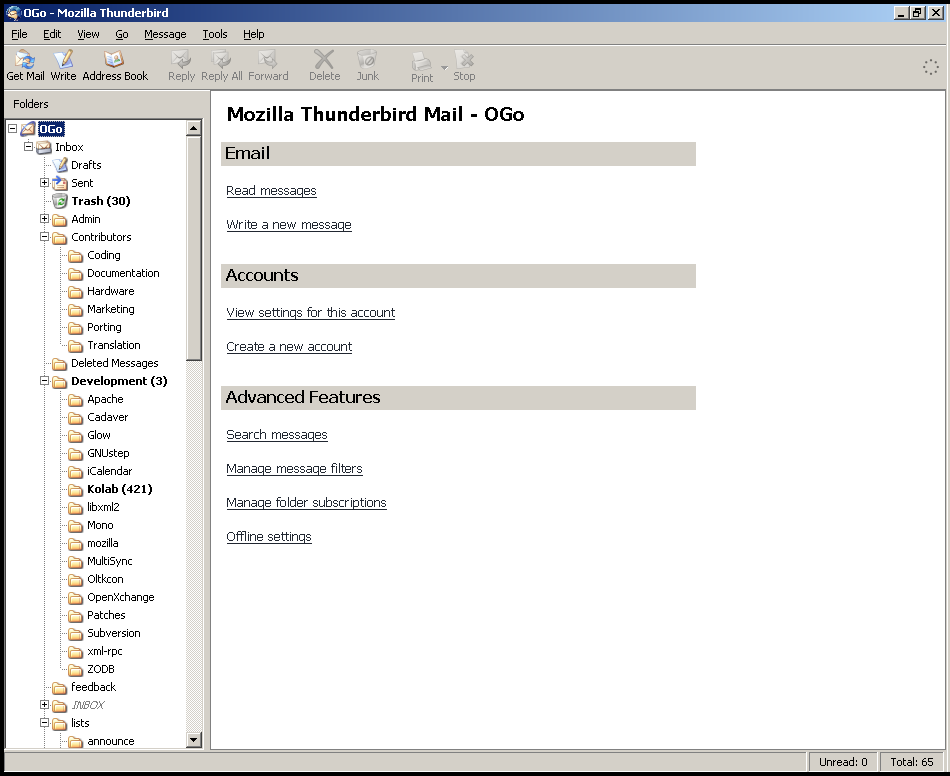 OGo - Mozilla Thunderbird
File Edit View Go Message Tools Help
Get Mail Write Address Book Reply Reply All Forward Delete Junk Print Stop
Folders
OGo
Inbox
Drafts
Sent
Trash (30)
Admin
Contributors
Coding
Documentation
Hardware
Marketing
Porting
Translation
Deleted Messages
Development (3)
Apache
Cadaver
Glow
GNUstep
iCalendar
Kolab (421)
libxml2
Mono
mozilla
MultiSync
Oltkcon
OpenXchange
Patches
Subversion
xml-rpc
ZODB
feedback
INBOX
lists
announce
Mozilla Thunderbird Mail - OGo
Email
Read messages
Write a new message
Accounts
View settings for this account
Create a new account
Advanced Features
Search messages
Manage message filters
Manage folder subscriptions
Offline settings
Unread: 0 Total: 65